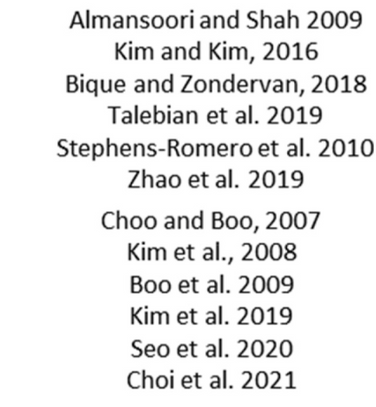 Almansoori and Shah 2009
Kim and Kim, 2016
Bique and Zondervan, 2018
Talebian et al. 2019
Stephens-Romero et al. 2010
Zhao et al. 2019
Choo and Boo, 2007
Kim et al., 2008
Boo et al. 2009
Kim et al. 2019
Seo et al. 2020
Choi et al. 2021